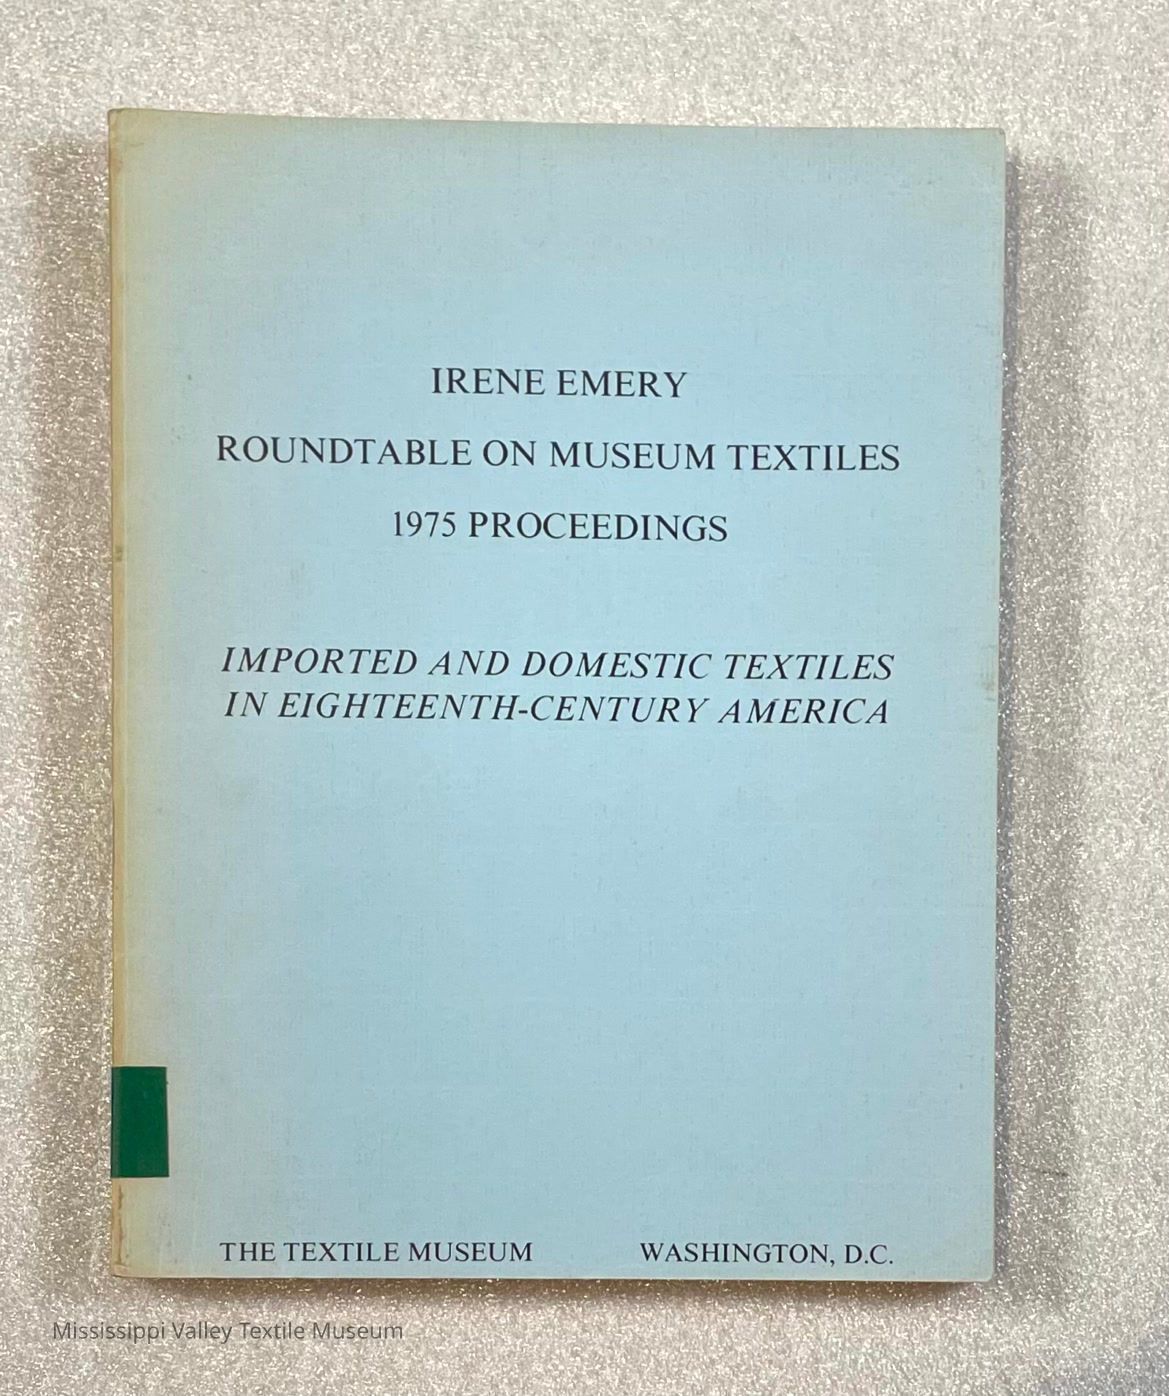 IRENE EMERY
ROUNDTABLE ON MUSEUM TEXTILES
1975 PROCEEDINGS
IMPORTED AND DOMESTIC TEXTILES
IN EIGHTEENTH-CENTURY AMERICA
THE TEXTILE MUSEUM WASHINGTON, D.C.
Mississippi Valley Textile Museum